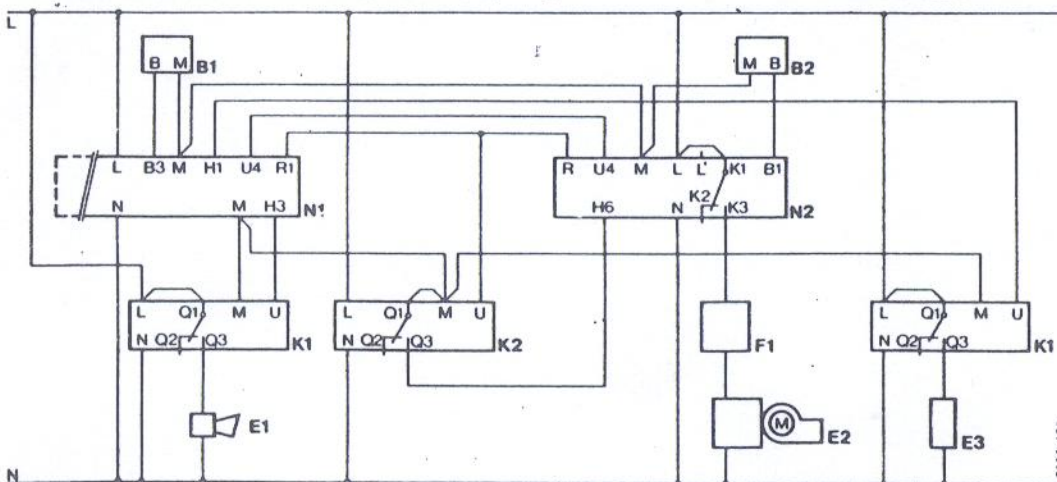 L
B M B1
M B B2
L B3 M H1 U4 R1
R U4 M L L' K1 B1
N M H3 N1
H6 N K2 K3 N2
L Q1 M U
N Q2 Q3 K1
L Q1 M U
N Q2 Q3 K2
F1
L Q1 M U
N Q2 Q3 K1
E1
M E2
E3
N